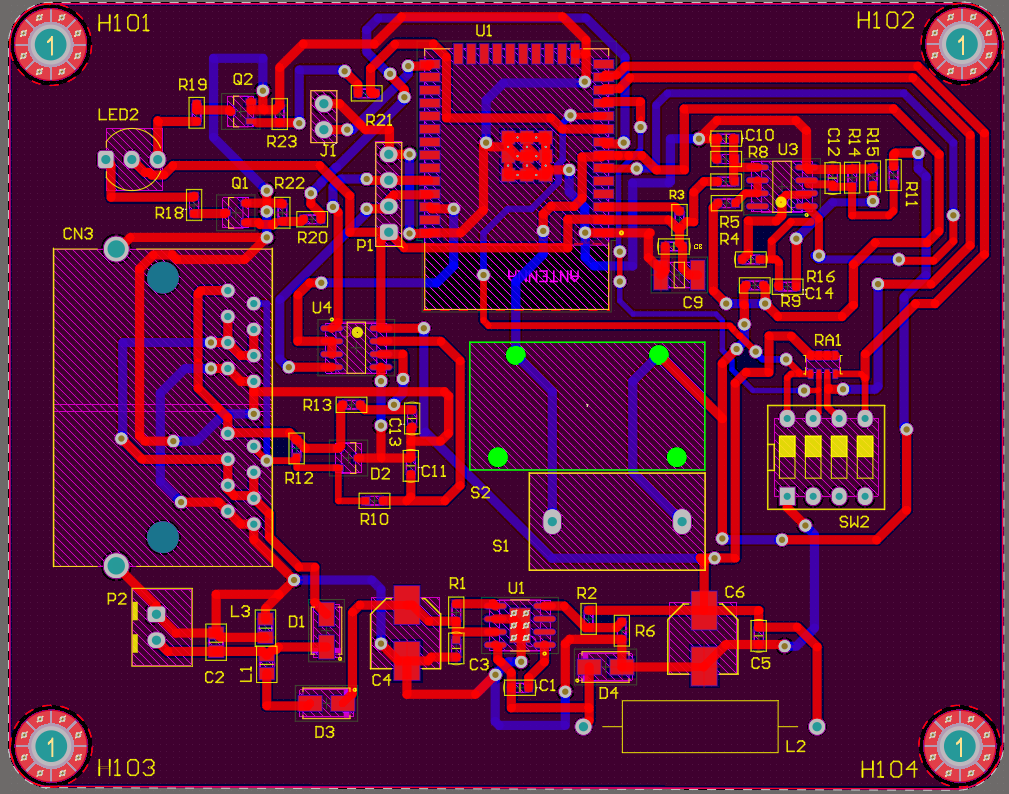 H101
H102
U1
R19
Q2
LED2
R23
J1
R21
C10
R8
U3
C12
R14
R15
R11
R18
Q1
R22
R20
P1
R3
R5
R4
CN3
ANTENNA
C9
R16
C14
R9
U4
RA1
R13
C13
R12
D2
C11
R10
S2
S1
SW2
P2
L3
D1
C2
L1
D3
C4
R1
C3
U1
C1
R2
R6
D4
C6
C5
L2
1
1
1
1
H103
H104